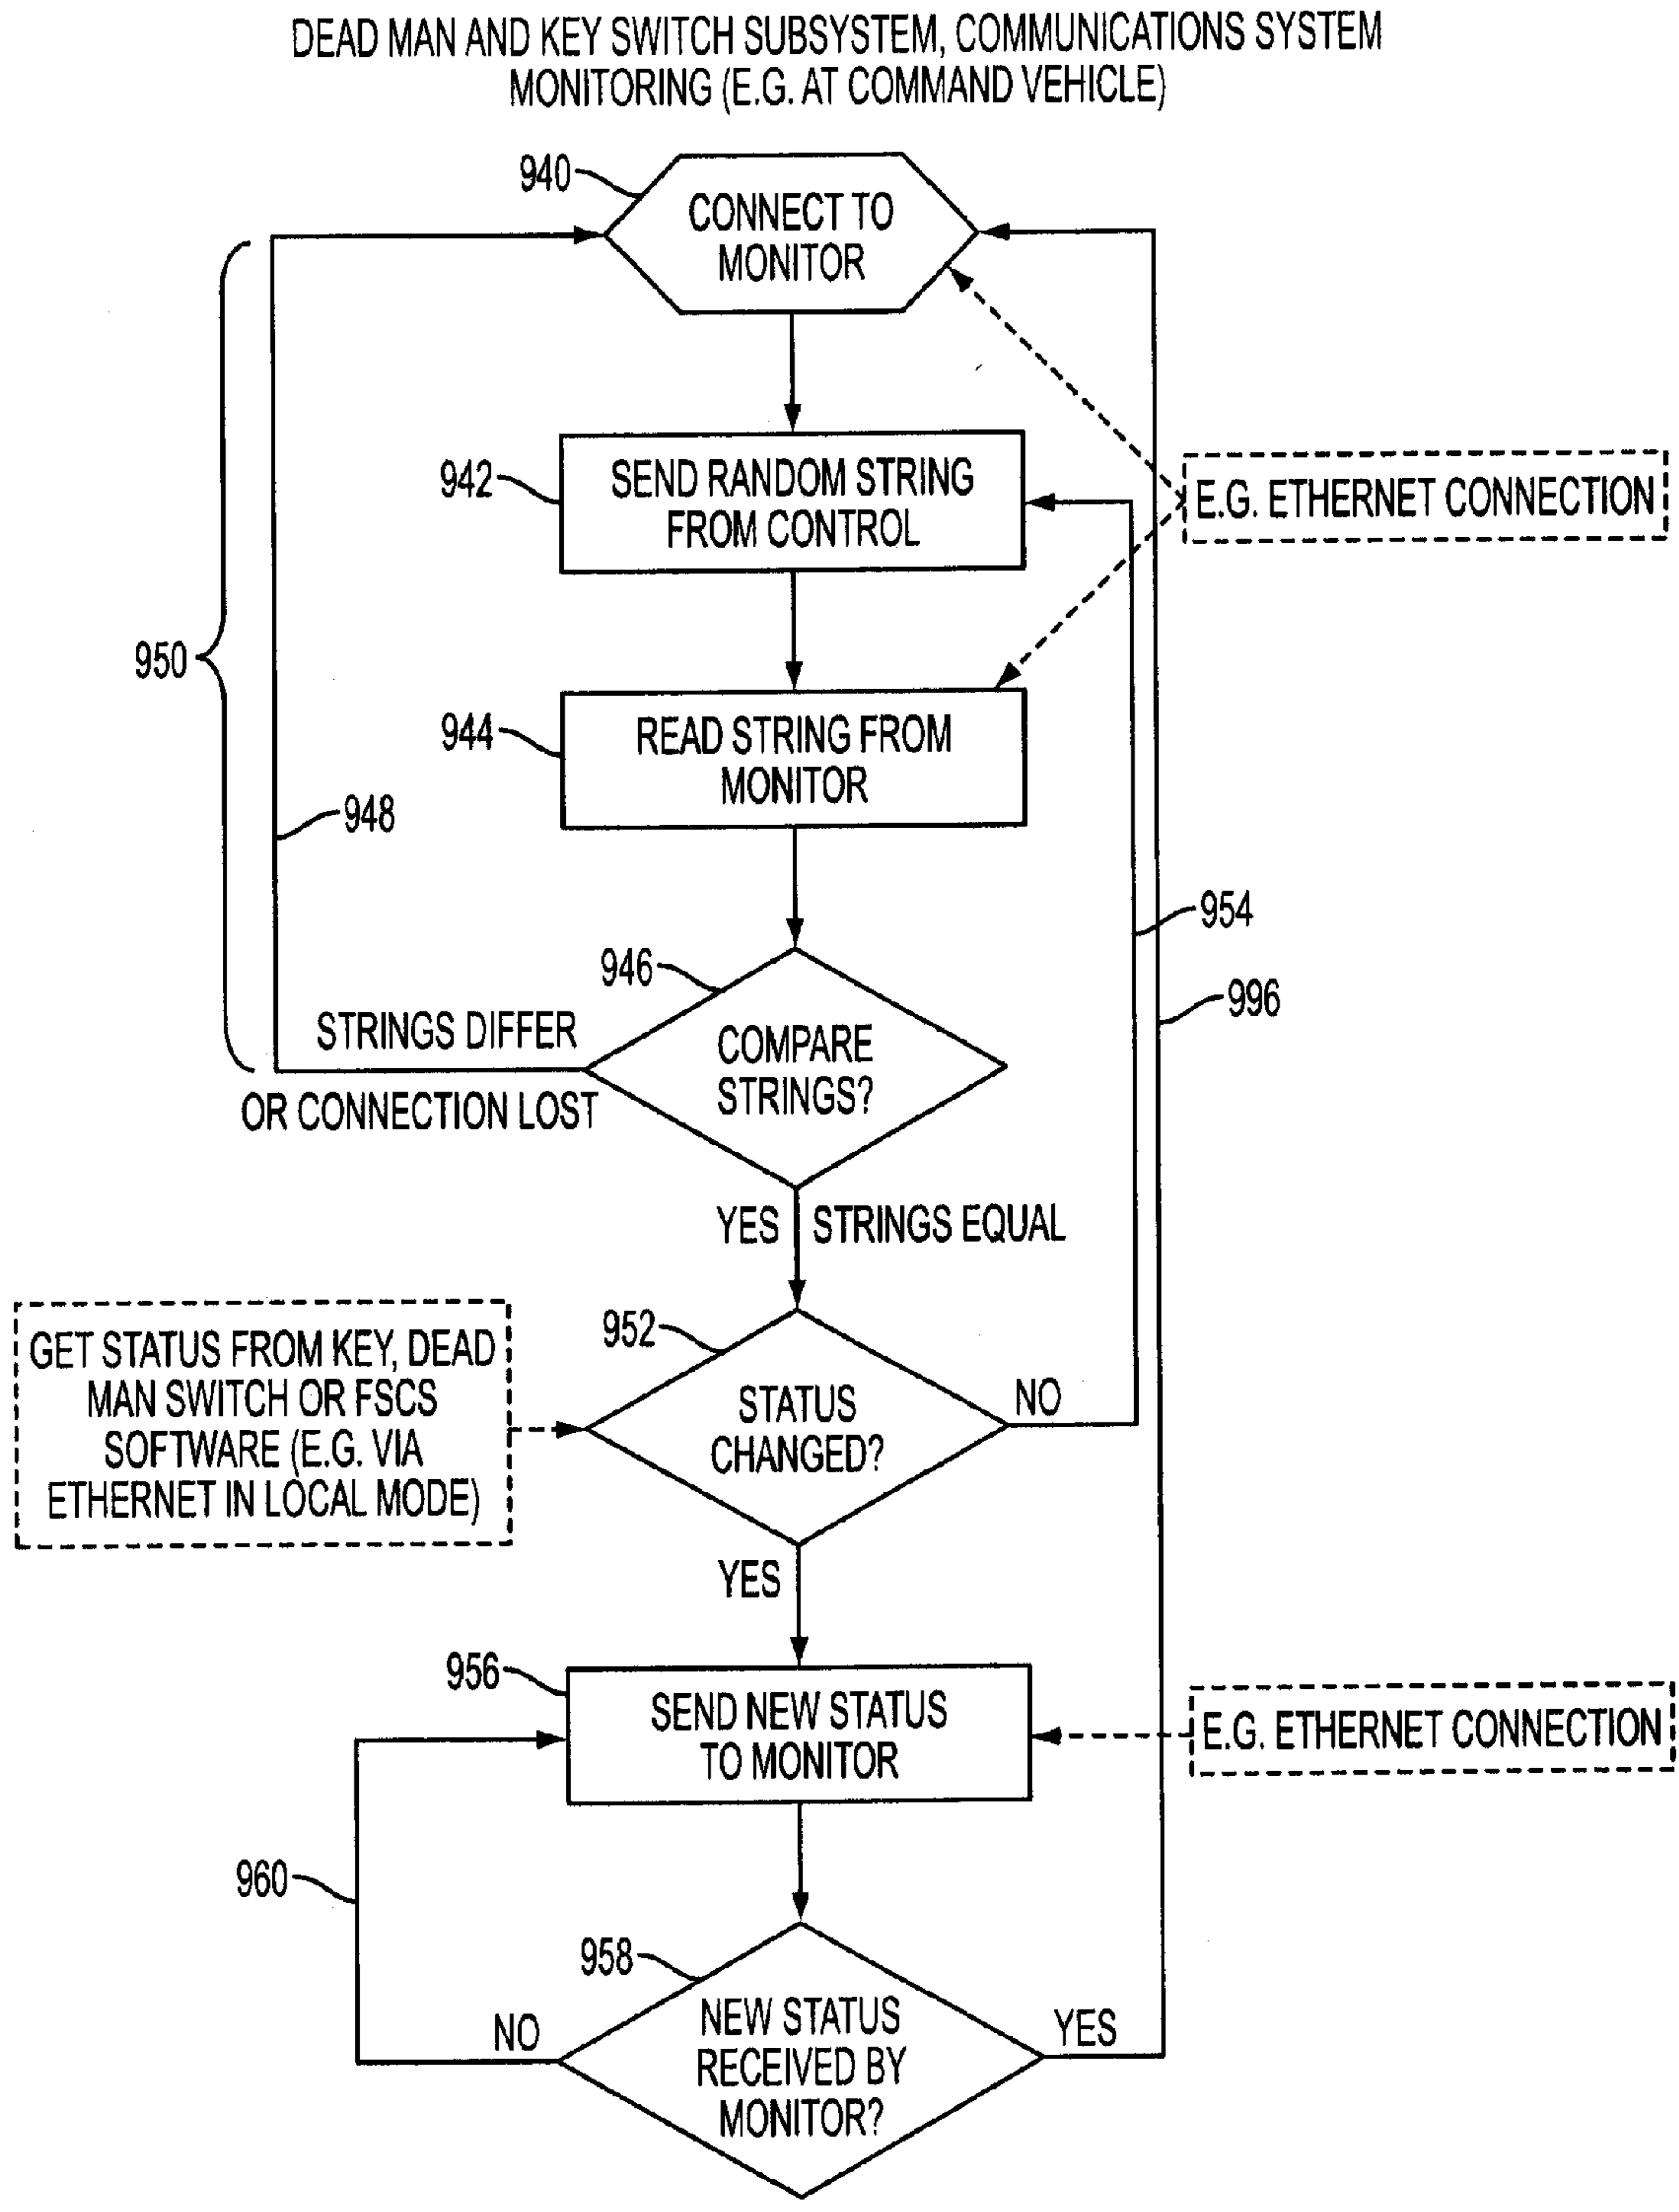 DEAD MAN AND KEY SWITCH SUBSYSTEM, COMMUNICATIONS SYSTEM
MONITORING (E.G. AT COMMAND VEHICLE)
940
CONNECT TO
MONITOR
942
SEND RANDOM STRING
FROM CONTROL
E.G. ETHERNET CONNECTION
950
944
READ STRING FROM
MONITOR
948
954
946
996
STRINGS DIFFER
OR CONNECTION LOST
COMPARE
STRINGS?
YES
STRINGS EQUAL
GET STATUS FROM KEY, DEAD
MAN SWITCH OR FSCS
SOFTWARE (E.G. VIA
ETHERNET IN LOCAL MODE)
952
STATUS
CHANGED?
NO
YES
956
SEND NEW STATUS
TO MONITOR
E.G. ETHERNET CONNECTION
960
958
NO
NEW STATUS
RECEIVED BY
MONITOR?
YES